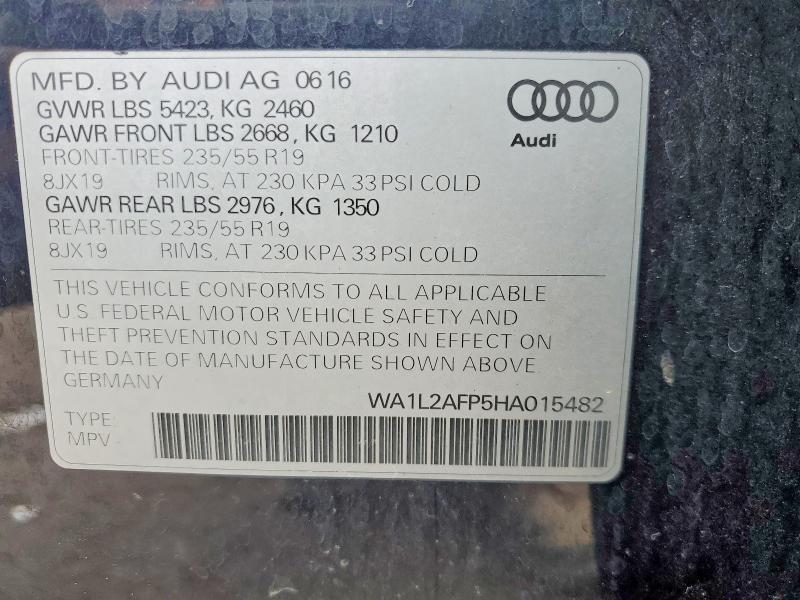 MFD. BY AUDI AG 06 16
GVWR LBS 5423, KG 2460
GAWR FRONT LBS 2668, KG 1210
FRONT-TIRES 235/55 R19
8JX19 RIMS, AT 230 KPA 33 PSI COLD
GAWR REAR LBS 2976, KG 1350
REAR-TIRES 235/55 R19
8JX19 RIMS, AT 230 KPA 33 PSI COLD
Audi
THIS VEHICLE CONFORMS TO ALL APPLICABLE
U.S. FEDERAL MOTOR VEHICLE SAFETY AND
THEFT PREVENTION STANDARDS IN EFFECT ON
THE DATE OF MANUFACTURE SHOWN ABOVE.
GERMANY
WA1L2AFP5HA015482
TYPE:
MPV